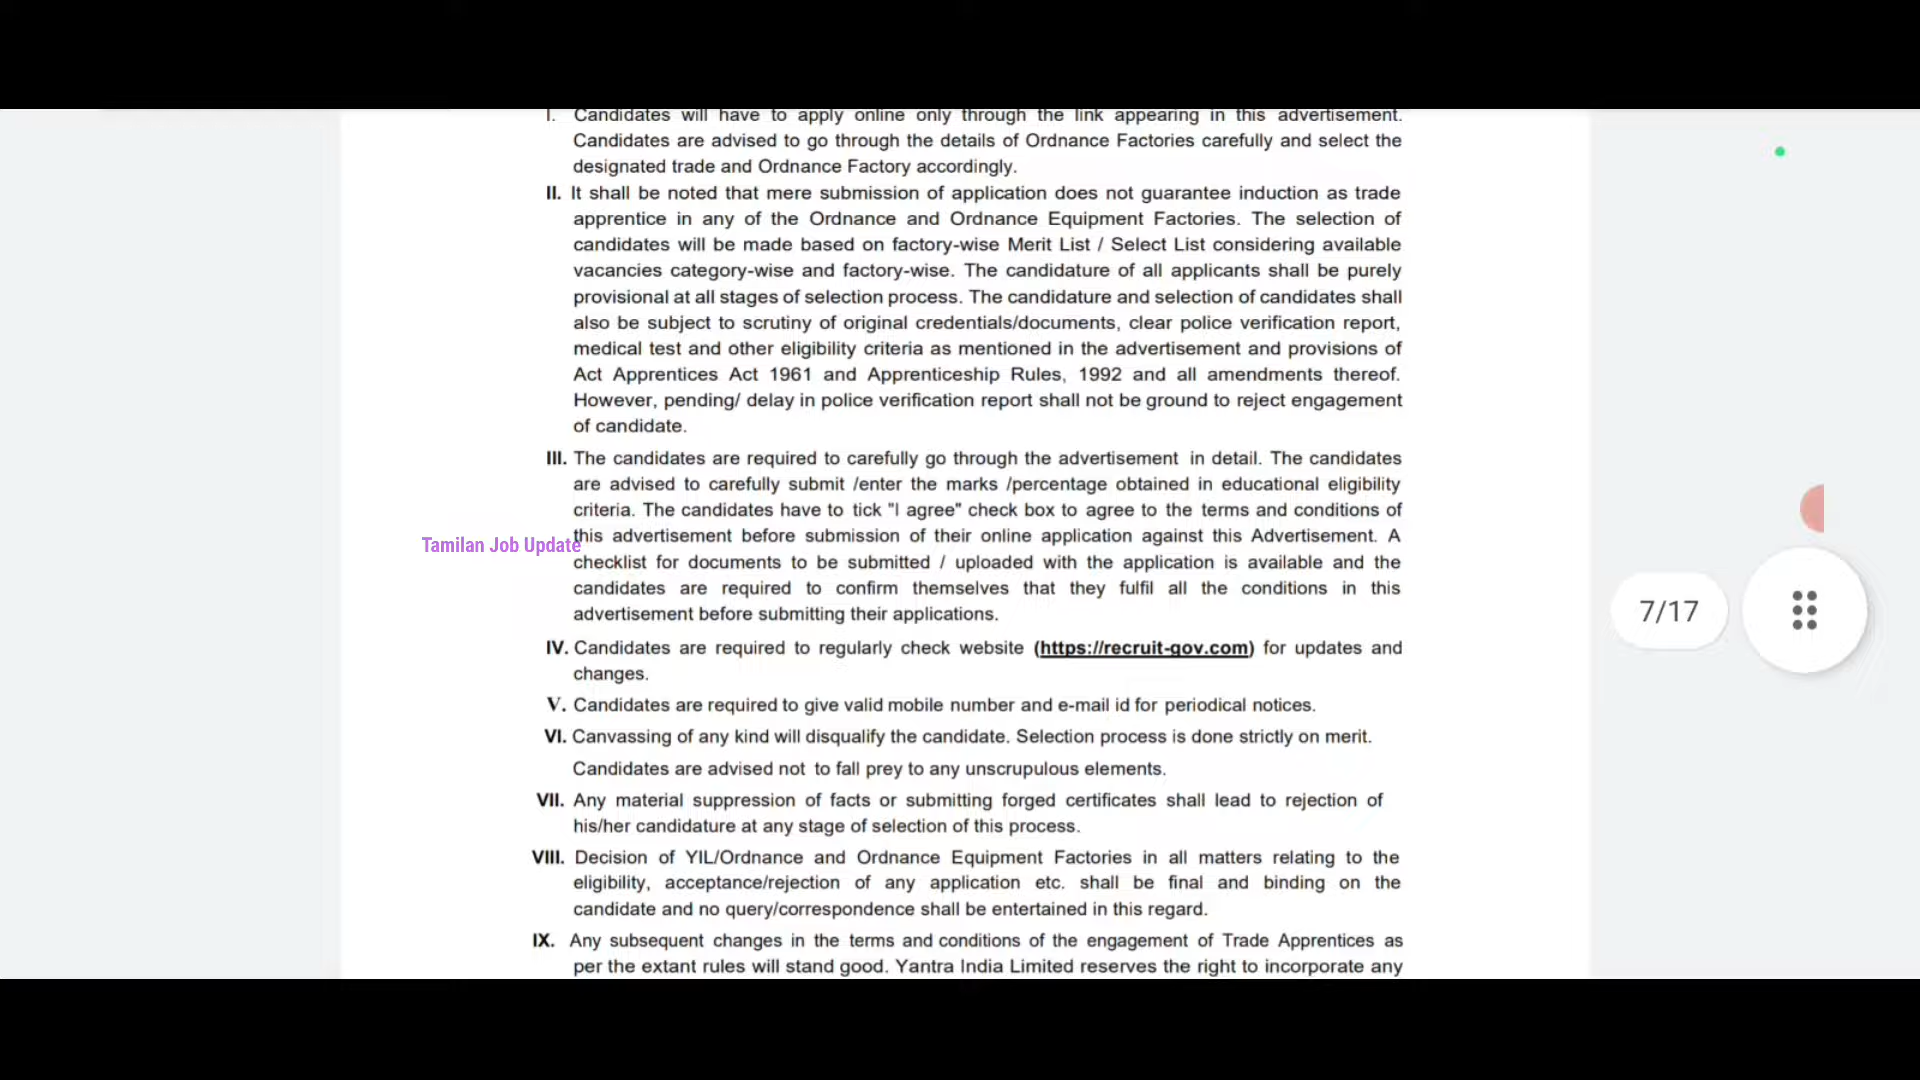 I. Candidates will have to apply online only through the link appearing in this advertisement.
Candidates are advised to go through the details of Ordnance Factories carefully and select the
designated trade and Ordnance Factory accordingly.
II. It shall be noted that mere submission of application does not guarantee induction as trade
apprentice in any of the Ordnance and Ordnance Equipment Factories. The selection of
candidates will be made based on factory-wise Merit List / Select List considering available
vacancies category-wise and factory-wise. The candidature of all applicants shall be purely
provisional at all stages of selection process. The candidature and selection of candidates shall
also be subject to scrutiny of original credentials/documents, clear police verification report,
medical test and other eligibility criteria as mentioned in the advertisement and provisions of
Act Apprentices Act 1961 and Apprenticeship Rules, 1992 and all amendments thereof.
However, pending/ delay in police verification report shall not be ground to reject engagement
of candidate.
III. The candidates are required to carefully go through the advertisement in detail. The candidates
are advised to carefully submit /enter the marks /percentage obtained in educational eligibility
criteria. The candidates have to tick "I agree" check box to agree to the terms and conditions of
this advertisement before submission of their online application against this Advertisement. A
Tamilan Job Update
checklist for documents to be submitted / uploaded with the application is available and the
candidates are required to confirm themselves that they fulfil all the conditions in this
advertisement before submitting their applications.
7/17
IV. Candidates are required to regularly check website (https://recruit-gov.com) for updates and
changes.
V. Candidates are required to give valid mobile number and e-mail id for periodical notices.
VI. Canvassing of any kind will disqualify the candidate. Selection process is done strictly on merit.
Candidates are advised not to fall prey to any unscrupulous elements.
VII. Any material suppression of facts or submitting forged certificates shall lead to rejection of
his/her candidature at any stage of selection of this process.
VIII. Decision of YIL/Ordnance and Ordnance Equipment Factories in all matters relating to the
eligibility, acceptance/rejection of any application etc. shall be final and binding on the
candidate and no query/correspondence shall be entertained in this regard.
IX. Any subsequent changes in the terms and conditions of the engagement of Trade Apprentices as
per the extant rules will stand good. Yantra India Limited reserves the right to incorporate any